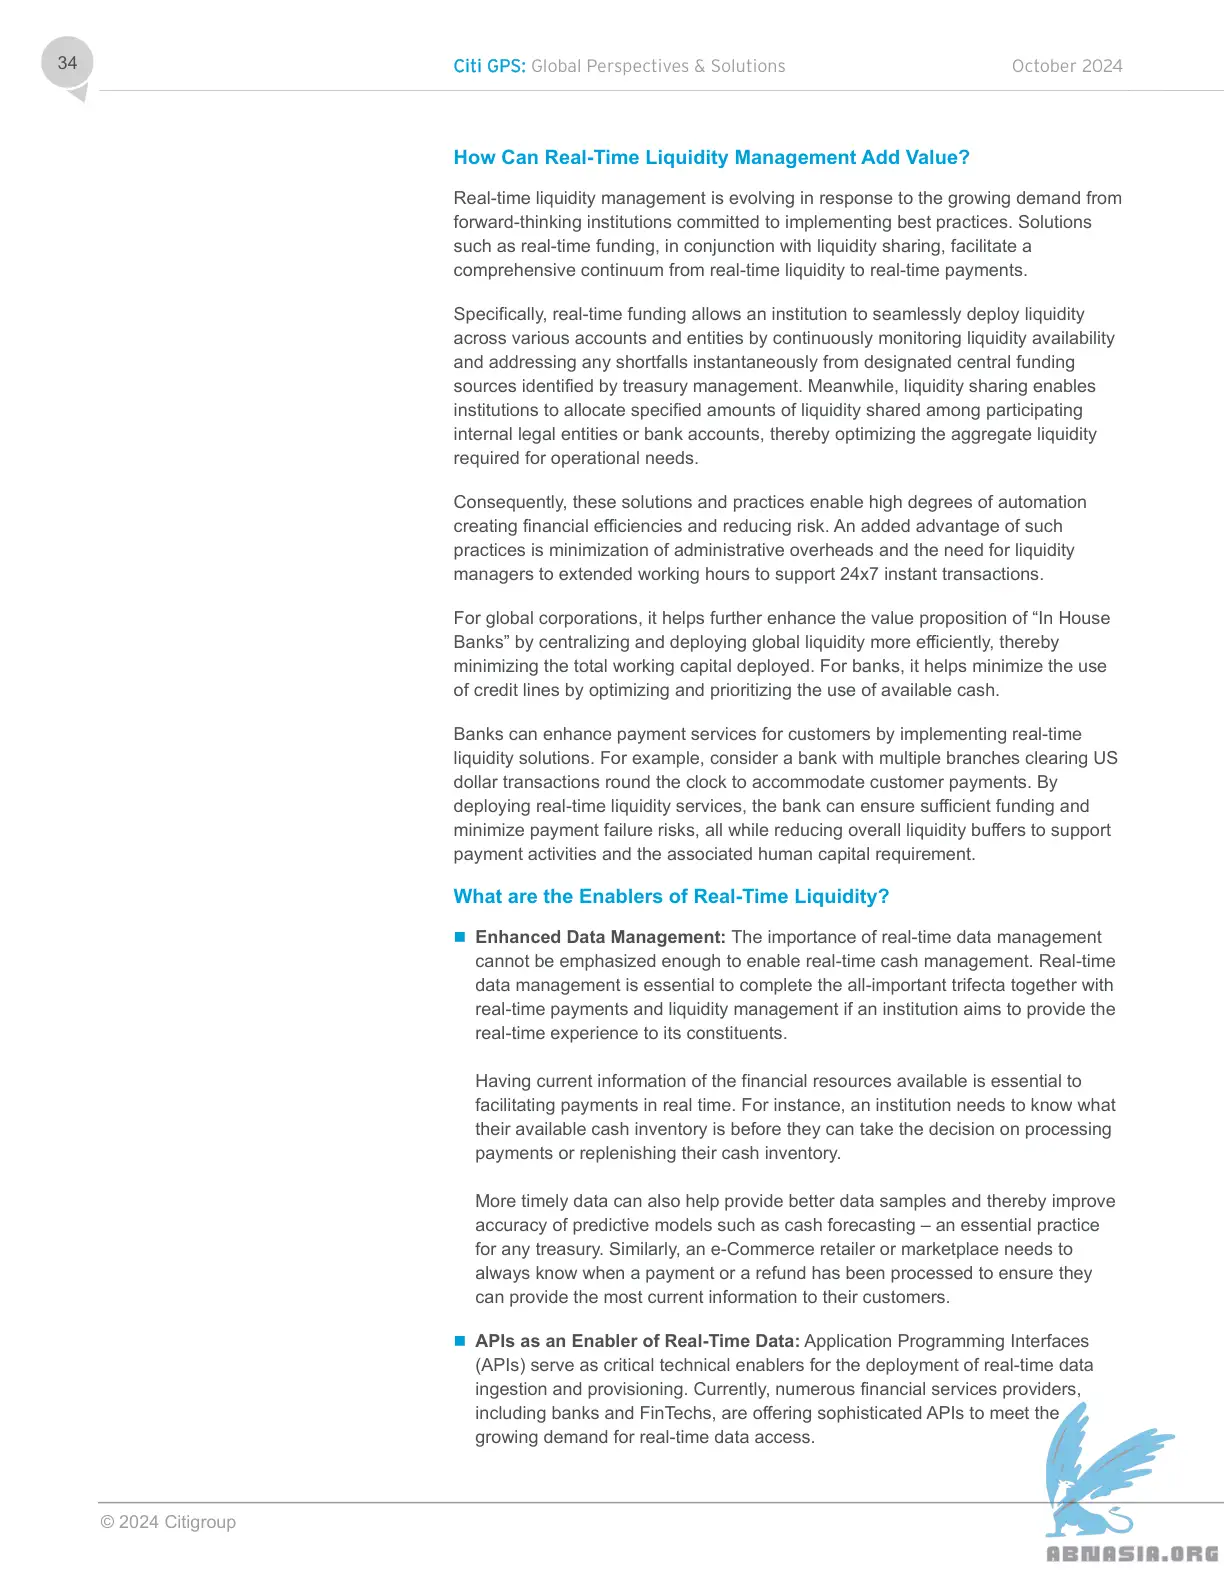 34
Citi GPS: Global Perspectives & Solutions
October 2024
How Can Real-Time Liquidity Management Add Value?
Real-time liquidity management is evolving in response to the growing demand from
forward-thinking institutions committed to implementing best practices. Solutions
such as real-time funding, in conjunction with liquidity sharing, facilitate a
comprehensive continuum from real-time liquidity to real-time payments.
Specifically, real-time funding allows an institution to seamlessly deploy liquidity
across various accounts and entities by continuously monitoring liquidity availability
and addressing any shortfalls instantaneously from designated central funding
sources identified by treasury management. Meanwhile, liquidity sharing enables
institutions to allocate specified amounts of liquidity shared among participating
internal legal entities or bank accounts, thereby optimizing the aggregate liquidity
required for operational needs.
Consequently, these solutions and practices enable high degrees of automation
creating financial efficiencies and reducing risk. An added advantage of such
practices is minimization of administrative overheads and the need for liquidity
managers to extended working hours to support 24x7 instant transactions.
For global corporations, it helps further enhance the value proposition of “In House
Banks” by centralizing and deploying global liquidity more efficiently, thereby
minimizing the total working capital deployed. For banks, it helps minimize the use
of credit lines by optimizing and prioritizing the use of available cash.
Banks can enhance payment services for customers by implementing real-time
liquidity solutions. For example, consider a bank with multiple branches clearing US
dollar transactions round the clock to accommodate customer payments. By
deploying real-time liquidity services, the bank can ensure sufficient funding and
minimize payment failure risks, all while reducing overall liquidity buffers to support
payment activities and the associated human capital requirement.
What are the Enablers of Real-Time Liquidity?
Enhanced Data Management: The importance of real-time data management
cannot be emphasized enough to enable real-time cash management. Real-time
data management is essential to complete the all-important trifecta together with
real-time payments and liquidity management if an institution aims to provide the
real-time experience to its constituents.
Having current information of the financial resources available is essential to
facilitating payments in real time. For instance, an institution needs to know what
their available cash inventory is before they can take the decision on processing
payments or replenishing their cash inventory.
More timely data can also help provide better data samples and thereby improve
accuracy of predictive models such as cash forecasting – an essential practice
for any treasury. Similarly, an e-Commerce retailer or marketplace needs to
always know when a payment or a refund has been processed to ensure they
can provide the most current information to their customers.
APIs as an Enabler of Real-Time Data: Application Programming Interfaces
(APIs) serve as critical technical enablers for the deployment of real-time data
ingestion and provisioning. Currently, numerous financial services providers,
including banks and FinTechs, are offering sophisticated APIs to meet the
growing demand for real-time data access.
© 2024 Citigroup
ABNASIA.ORG